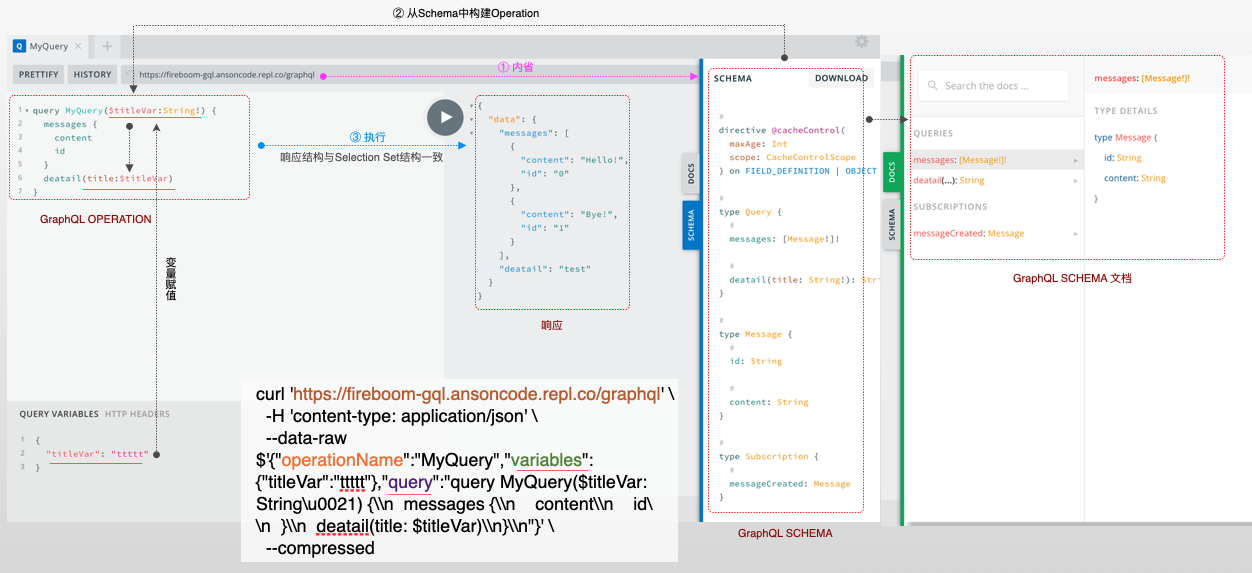 ② 从Schema中构建Operation
Q MyQuery × +
PRETTIFY HISTORY https://fireboom-gql.ansoncode.repl.co/graphql
① 内省
1 query MyQuery($titleVar:String!) {
2 messages {
3 content
4 id
5 }
6 deatail(title:$titleVar)
7 }
GraphQL OPERATION
③ 执行
响应结构与Selection Set结构一致
变量赋值
{
"data": {
"messages": [
{
"content": "Hello!",
"id": "0"
},
{
"content": "Bye!",
"id": "1"
}
],
"deatail": "test"
}
}
响应
QUERY VARIABLES HTTP HEADERS
1 {
2 "titleVar": "ttttt"
3 }
curl 'https://fireboom-gql.ansoncode.repl.co/graphql' \
-H 'content-type: application/json' \
--data-raw
$'{"operationName":"MyQuery","variables":
{"titleVar":"ttttt"},"query":"query MyQuery($titleVar:
String\u0021) {\\n messages {\\n content\\n id\
\n }\\n deatail(title: $titleVar)\\n}\\n"}' \
--compressed
DOCS
SCHEMA
SCHEMA DOWNLOAD
#
directive @cacheControl(
maxAge: Int
scope: CacheControlScope
) on FIELD_DEFINITION | OBJECT
#
type Query {
#
messages: [Message!]!
#
deatail(title: String!): Str
}
#
type Message {
#
id: String
#
content: String
}
#
type Subscription {
#
messageCreated: Message
}
GraphQL SCHEMA
DOCS
SCHEMA
Search the docs ...
QUERIES
messages: [Message!]!
deatail(...): String
SUBSCRIPTIONS
messageCreated: Message
messages: [Message!]!
TYPE DETAILS
type Message {
id: String
content: String
}
GraphQL SCHEMA 文档